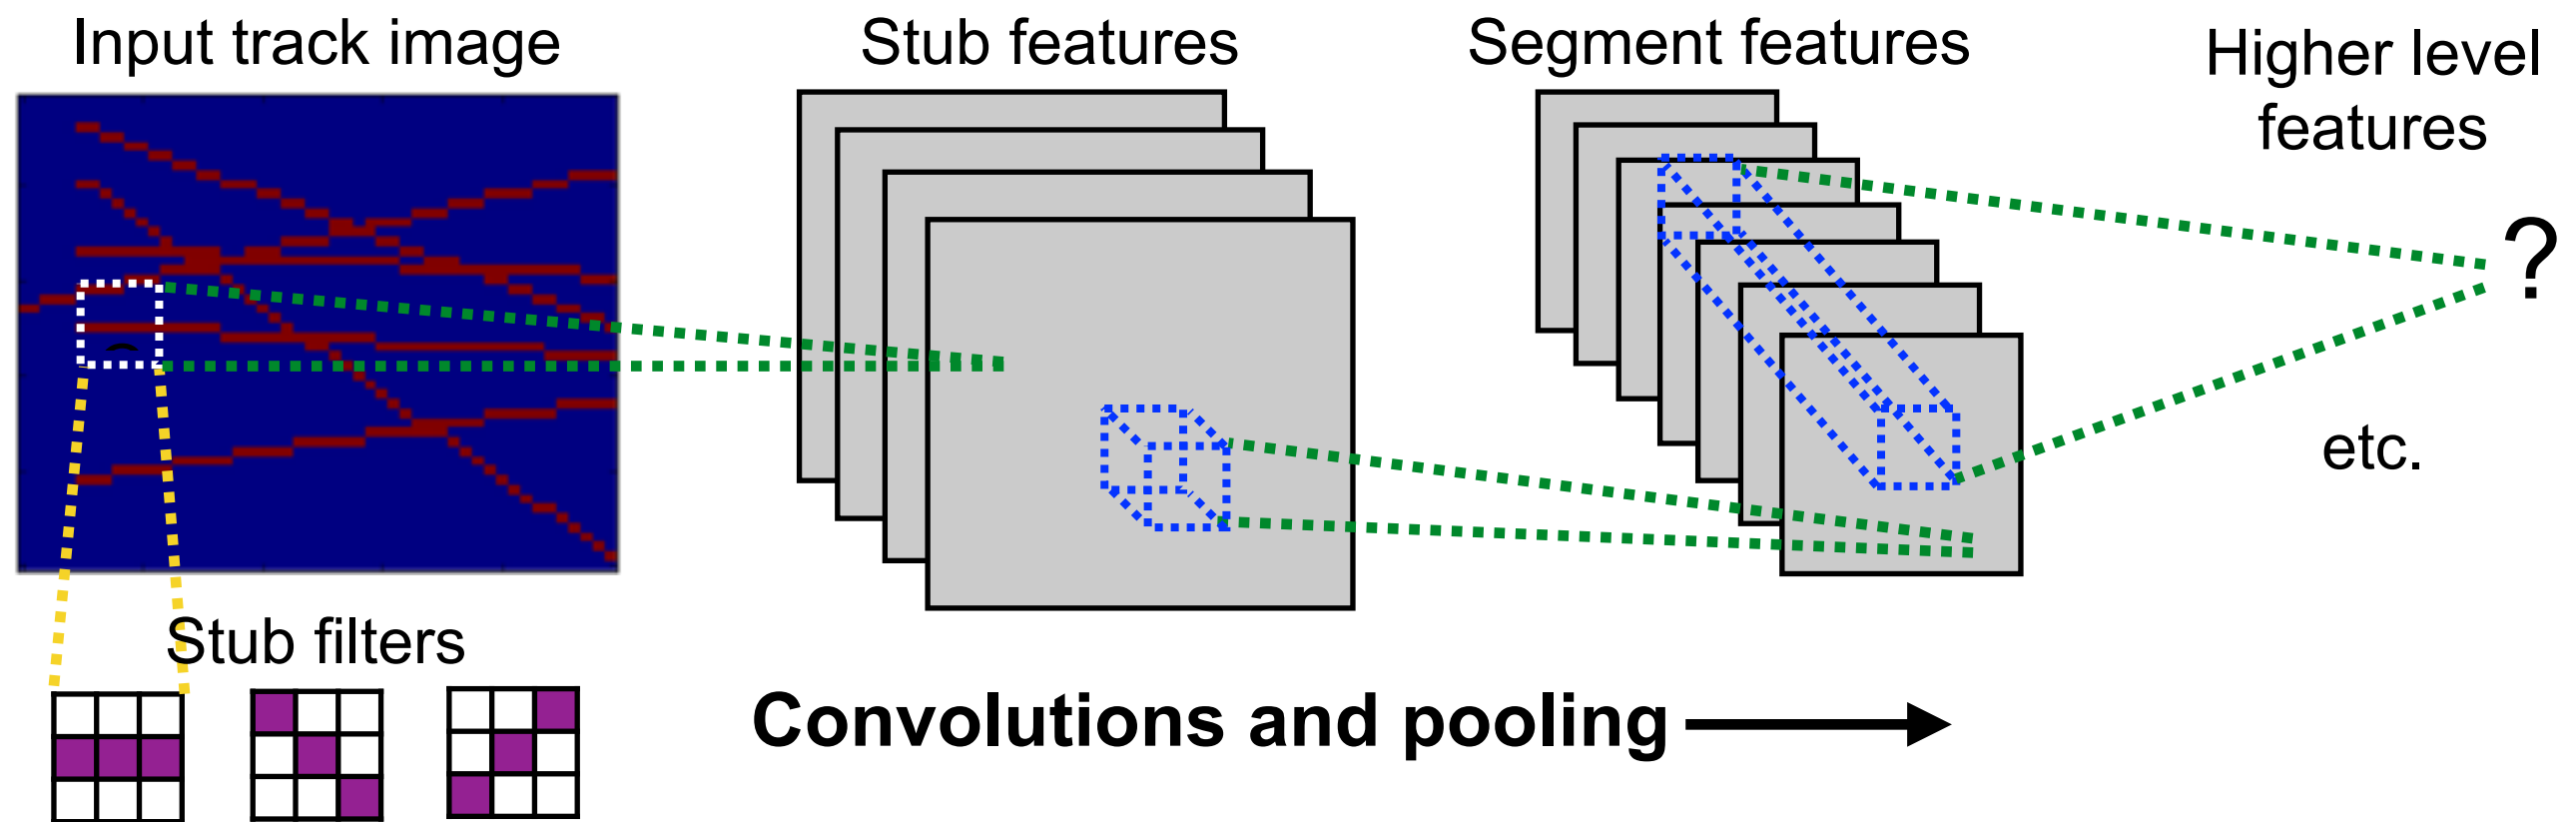 Input track image
Stub features
Segment features
Higher level
features
?
etc.
Stub filters
Convolutions and pooling